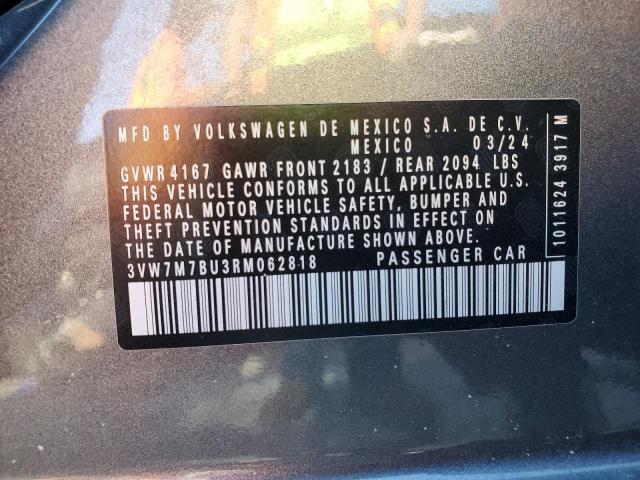 MFD BY VOLKSWAGEN DE MEXICO S.A. DE C.V.
MEXICO 03/24
GVWR 4167 GAWR FRONT 2183 / REAR 2094 LBS
THIS VEHICLE CONFORMS TO ALL APPLICABLE U.S.
FEDERAL MOTOR VEHICLE SAFETY, BUMPER AND
THEFT PREVENTION STANDARDS IN EFFECT ON
THE DATE OF MANUFACTURE SHOWN ABOVE.
3VW7M7BU3RM062818 PASSENGER CAR
1011624 3917 M